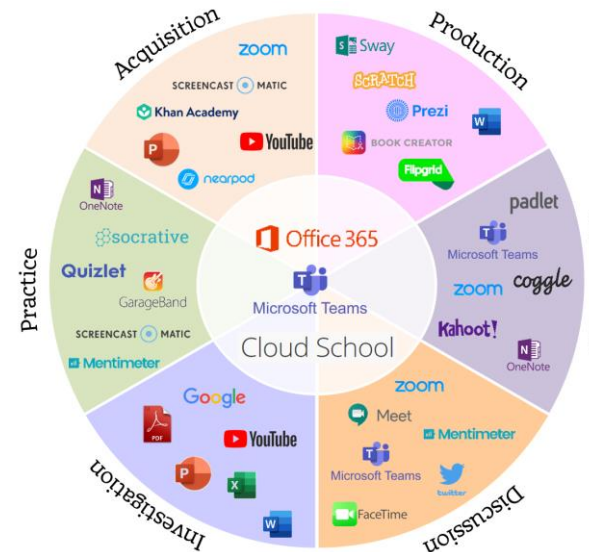 Acquisition
zoom
SCREENCAST MATIC
Khan Academy
P
YouTube
nearpod
Production
S Sway
SCRATCH
Prezi
W
BOOK CREATOR
Flipgrid
padlet
T
Microsoft Teams
zoom
coggle
Kahoot!
N
OneNote
Discussion
zoom
Meet
Mentimeter
T
Microsoft Teams
twitter
FaceTime
Investigation
Google
PDF
YouTube
P
X
W
Practice
N
OneNote
socrative
Quizlet
GarageBand
SCREENCAST MATIC
Mentimeter
Office 365
T
Microsoft Teams
Cloud School